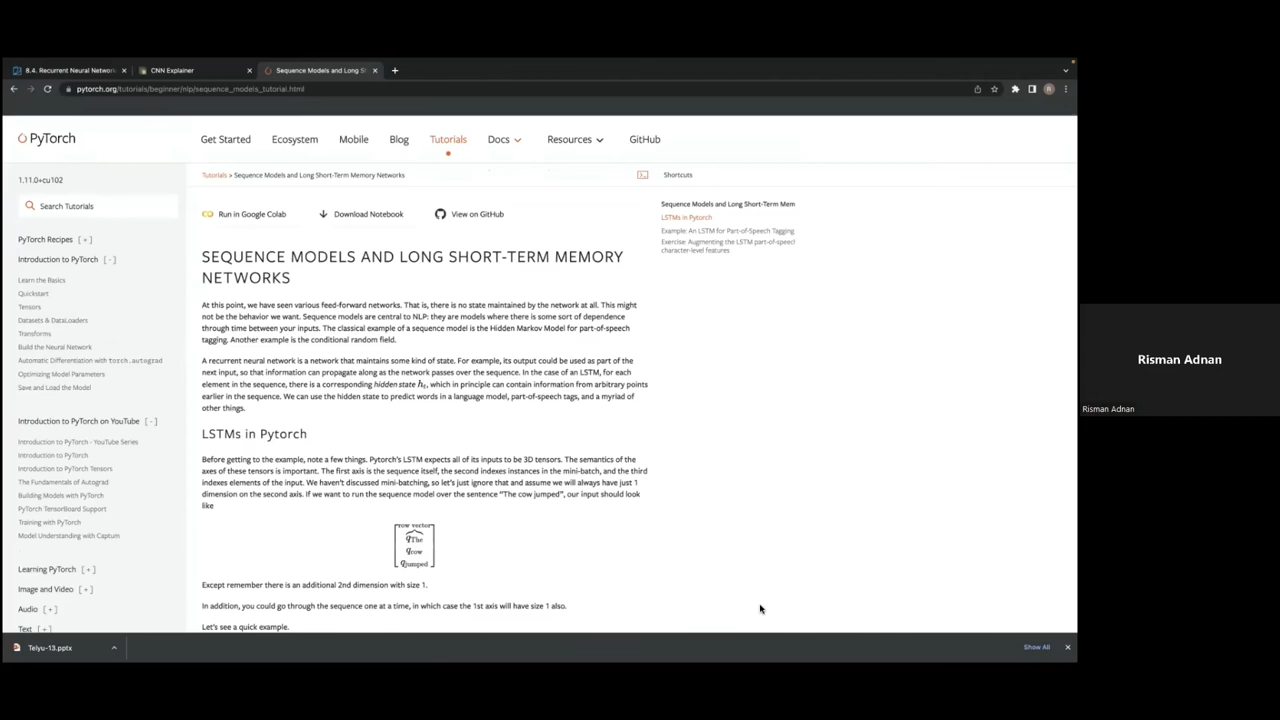 8.4. Recurrent Neural Network
CNN Explainer
Sequence Models and Long S
pytorch.org/tutorials/beginner/nlp/sequence_models_tutorial.html
PyTorch
Get Started
Ecosystem
Mobile
Blog
Tutorials
Docs
Resources
GitHub
1.11.0+cu102
Search Tutorials
PyTorch Recipes [+]
Introduction to PyTorch [-]
Learn the Basics
Quickstart
Tensors
Datasets & DataLoaders
Transforms
Build the Neural Network
Automatic Differentiation with torch.autograd
Optimizing Model Parameters
Save and Load the Model
Introduction to PyTorch on YouTube [-]
Introduction to PyTorch - YouTube Series
Introduction to PyTorch
Introduction to PyTorch Tensors
The Fundamentals of Autograd
Building Models with PyTorch
PyTorch TensorBoard Support
Training with PyTorch
Model Understanding with Captum
Learning PyTorch [+]
Image and Video [+]
Audio [+]
Text [+]
Tutorials > Sequence Models and Long Short-Term Memory Networks
Shortcuts
Run in Google Colab
Download Notebook
View on GitHub
SEQUENCE MODELS AND LONG SHORT-TERM MEMORY
NETWORKS
At this point, we have seen various feed-forward networks. That is, there is no state maintained by the network at all. This might
not be the behavior we want. Sequence models are central to NLP: they are models where there is some sort of dependence
through time between your inputs. The classical example of a sequence model is the Hidden Markov Model for part-of-speech
tagging. Another example is the conditional random field.
A recurrent neural network is a network that maintains some kind of state. For example, its output could be used as part of the
next input, so that information can propagate along as the network passes over the sequence. In the case of an LSTM, for each
element in the sequence, there is a corresponding hidden state hₜ, which in principle can contain information from arbitrary points
earlier in the sequence. We can use the hidden state to predict words in a language model, part-of-speech tags, and a myriad of
other things.
LSTMs in Pytorch
Before getting to the example, note a few things. Pytorch's LSTM expects all of its inputs to be 3D tensors. The semantics of the
axes of these tensors is important. The first axis is the sequence itself, the second indexes instances in the mini-batch, and the third
indexes elements of the input. We haven't discussed mini-batching, so let's just ignore that and assume we will always have just 1
dimension on the second axis. If we want to run the sequence model over the sentence "The cow jumped", our input should look
like
row vector
qThe
qcow
qjumped
Except remember there is an additional 2nd dimension with size 1.
In addition, you could go through the sequence one at a time, in which case the 1st axis will have size 1 also.
Let's see a quick example.
Sequence Models and Long Short-Term Mem
LSTMs in Pytorch
Example: An LSTM for Part-of-Speech Tagging
Exercise: Augmenting the LSTM part-of-speecl
character-level features
Telyu-13.pptx
Show All
Risman Adnan
Risman Adnan